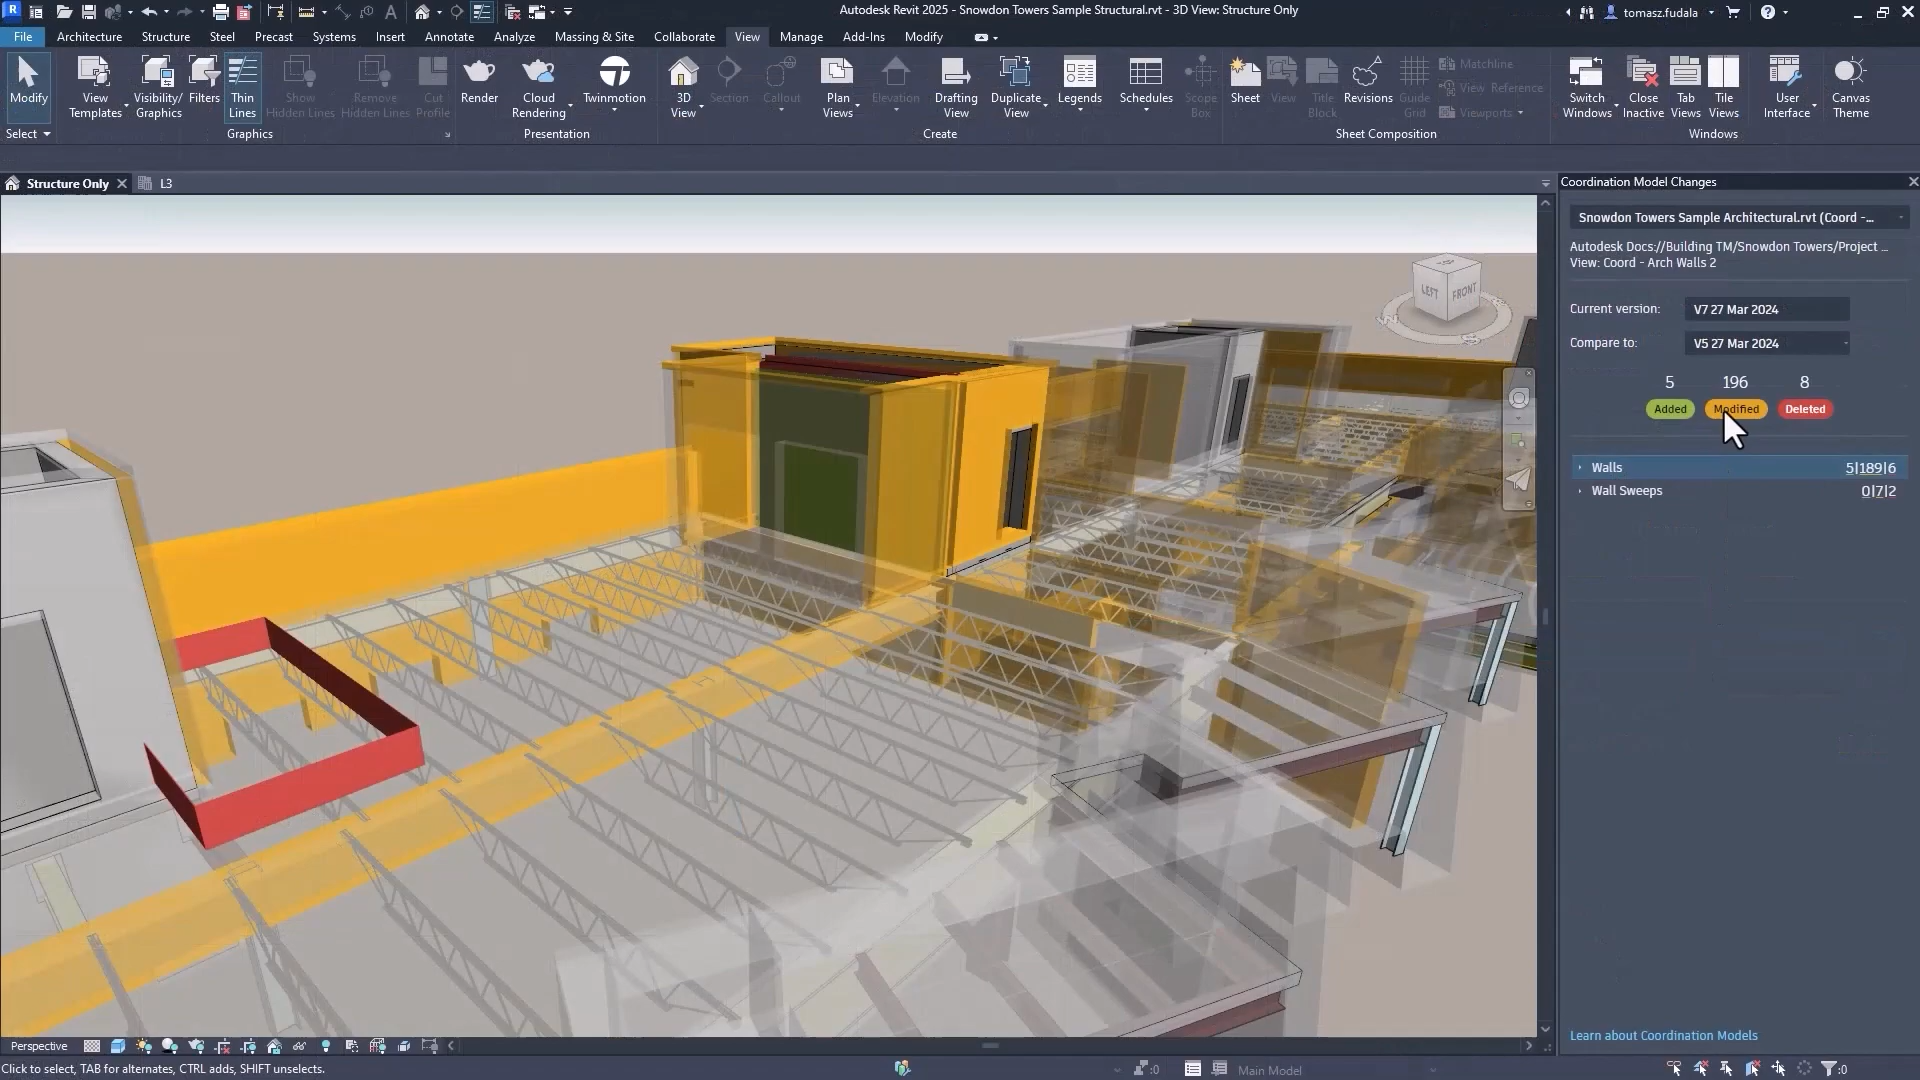 Autodesk Revit 2025 - Snowdon Towers Sample Structural.rvt - 3D View: Structure Only
tomasz.fudala
File Architecture Structure Steel Precast Systems Insert Annotate Analyze Massing & Site Collaborate View Manage Add-Ins Modify
Modify
View Templates
Visibility/ Graphics
Filters
Thin Lines
Show Hidden Lines
Remove Hidden Lines
Cut Profile
Render
Cloud Rendering
Twinmotion
3D View
Section
Callout
Plan Views
Elevation
Drafting View
Duplicate View
Legends
Schedules
Scope Box
Sheet
View
Title Block
Revisions
Guide Grid
Matchline
View Reference
Viewports
Switch Windows
Close Inactive
Tab Views
Tile Views
User Interface
Canvas Theme
Select Graphics Presentation Create Sheet Composition Windows
Structure Only
L3
Coordination Model Changes
Snowdon Towers Sample Architectural.rvt (Coord -...
Autodesk Docs://Building TM/Snowdon Towers/Project ...
View: Coord - Arch Walls 2
TOP
LEFT
FRONT
Current version: V7 27 Mar 2024
Compare to: V5 27 Mar 2024
5 196 8
Added Modified Deleted
Walls 5|189|6
Wall Sweeps 0|7|2
Learn about Coordination Models
Perspective
Click to select, TAB for alternates, CTRL adds, SHIFT unselects.
:0
Main Model
:0